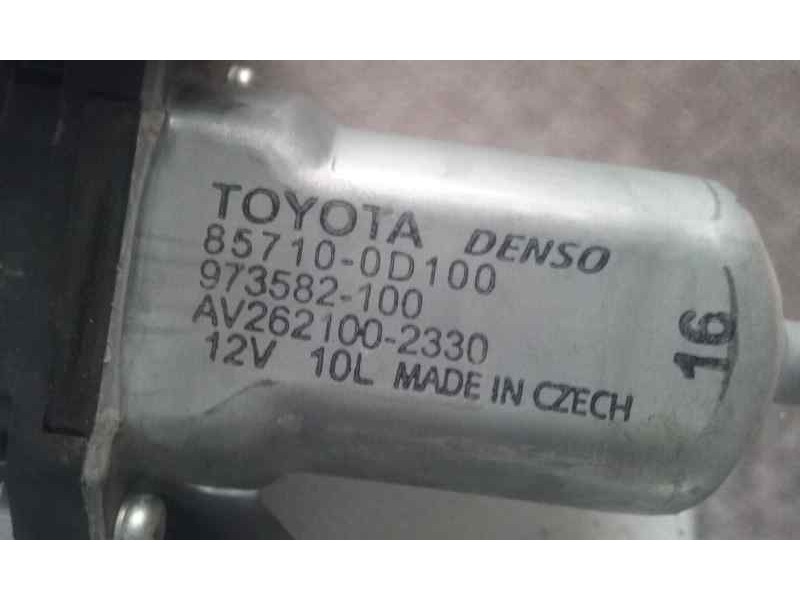 TOYOTA DENSO
85710-0D100
973582-100
AV262100-2330
12V 10L MADE IN CZECH
16